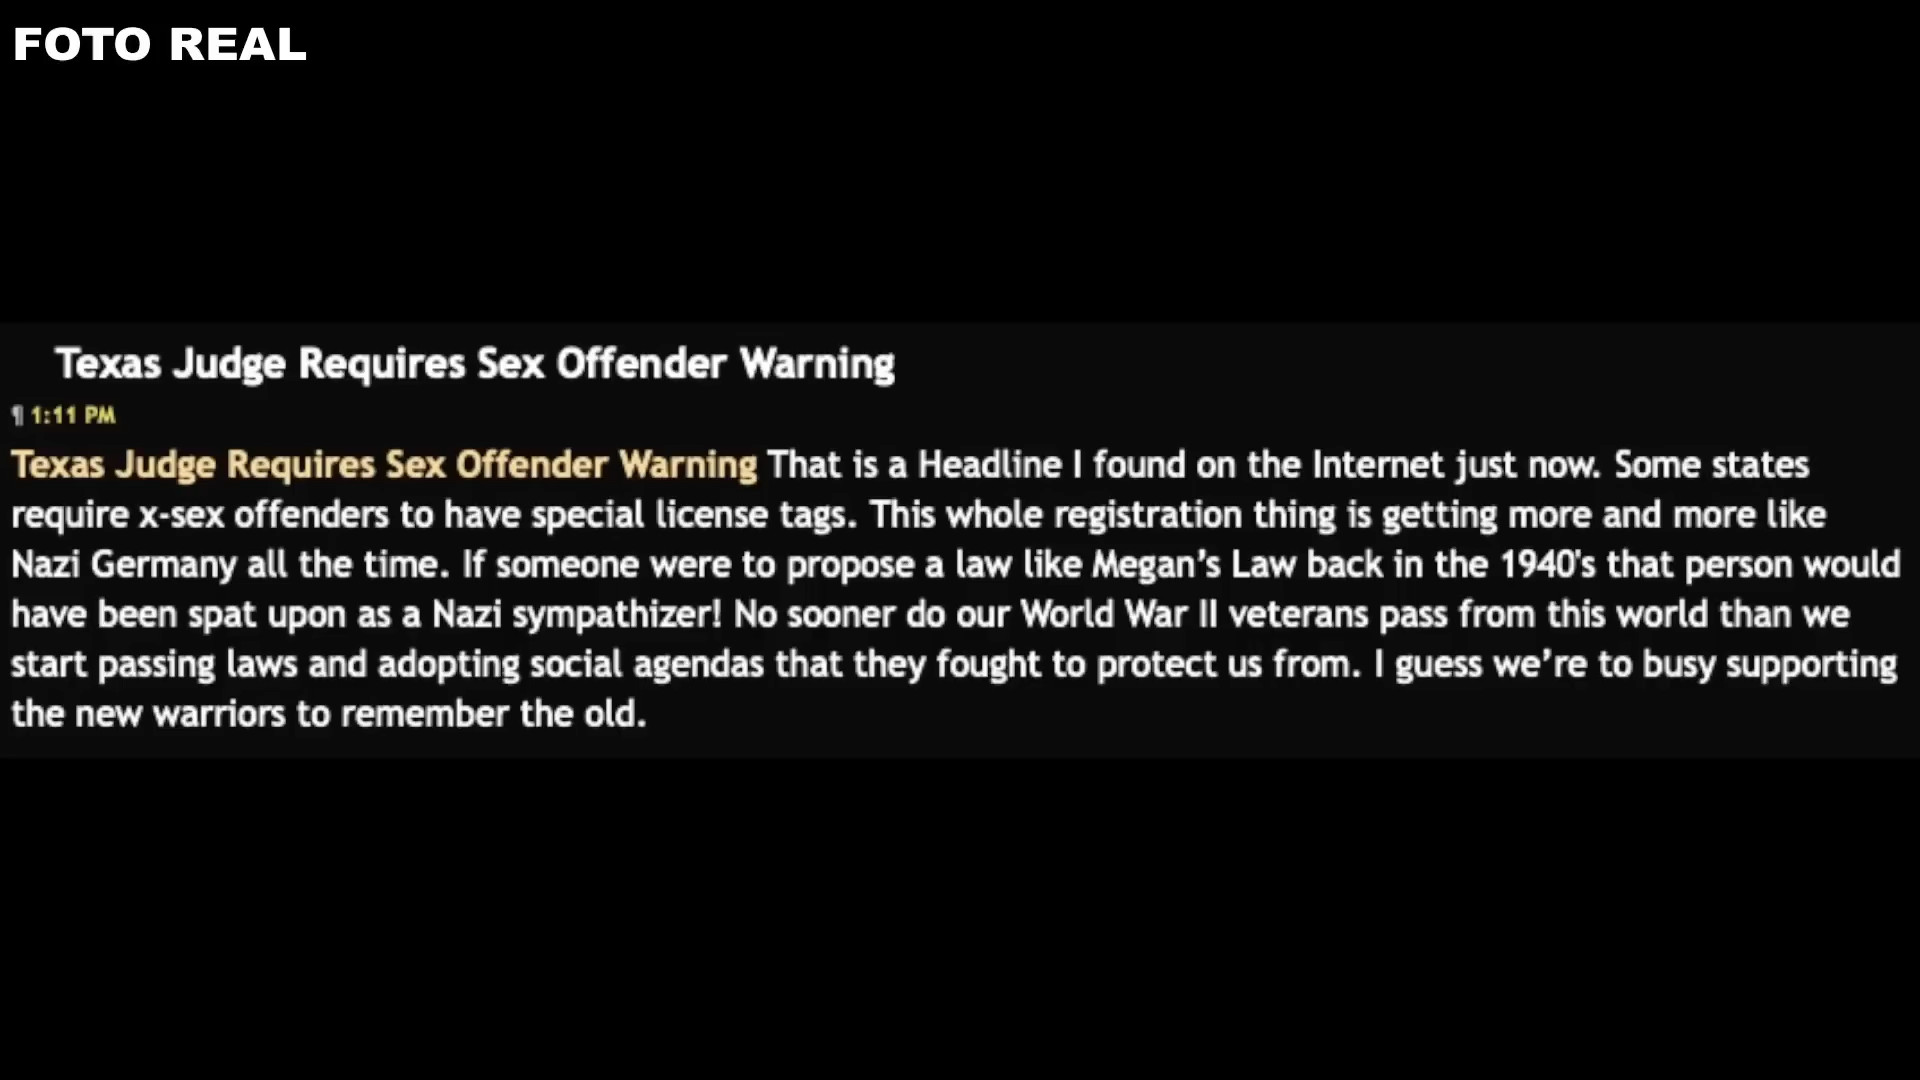 FOTO REAL
Texas Judge Requires Sex Offender Warning
¶ 1:11 PM
Texas Judge Requires Sex Offender Warning That is a Headline I found on the Internet just now. Some states
require x-sex offenders to have special license tags. This whole registration thing is getting more and more like
Nazi Germany all the time. If someone were to propose a law like Megan’s Law back in the 1940's that person would
have been spat upon as a Nazi sympathizer! No sooner do our World War II veterans pass from this world than we
start passing laws and adopting social agendas that they fought to protect us from. I guess we’re to busy supporting
the new warriors to remember the old.